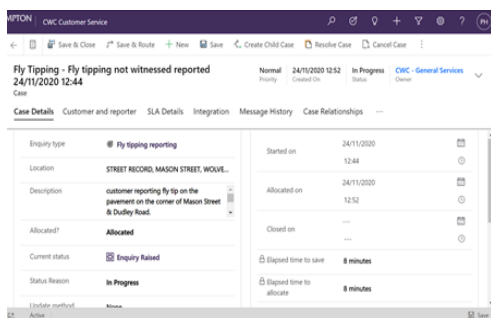 MPTON CWC Customer Service PH
Save & Close Save & Route New Save Create Child Case Resolve Case Cancel Case
Fly Tipping - Fly tipping not witnessed reported
24/11/2020 12:44
Case
Normal 24/11/2020 12:52 In Progress CWC - General Services
Priority Created On Status Owner
Case Details Customer and reporter SLA Details Integration Message History Case Relationships ...
Enquiry type Fly tipping reporting
Location STREET RECORD, MASON STREET, WOLVE...
Description customer reporting fly tip on the
pavement on the corner of Mason Street
& Dudley Road.
Allocated? Allocated
Current status Enquiry Raised
Status Reason In Progress
Update method None
Started on 24/11/2020
12:44
Allocated on 24/11/2020
12:52
Closed on ---
---
Elapsed time to save 8 minutes
Elapsed time to
allocate 8 minutes
Active Save